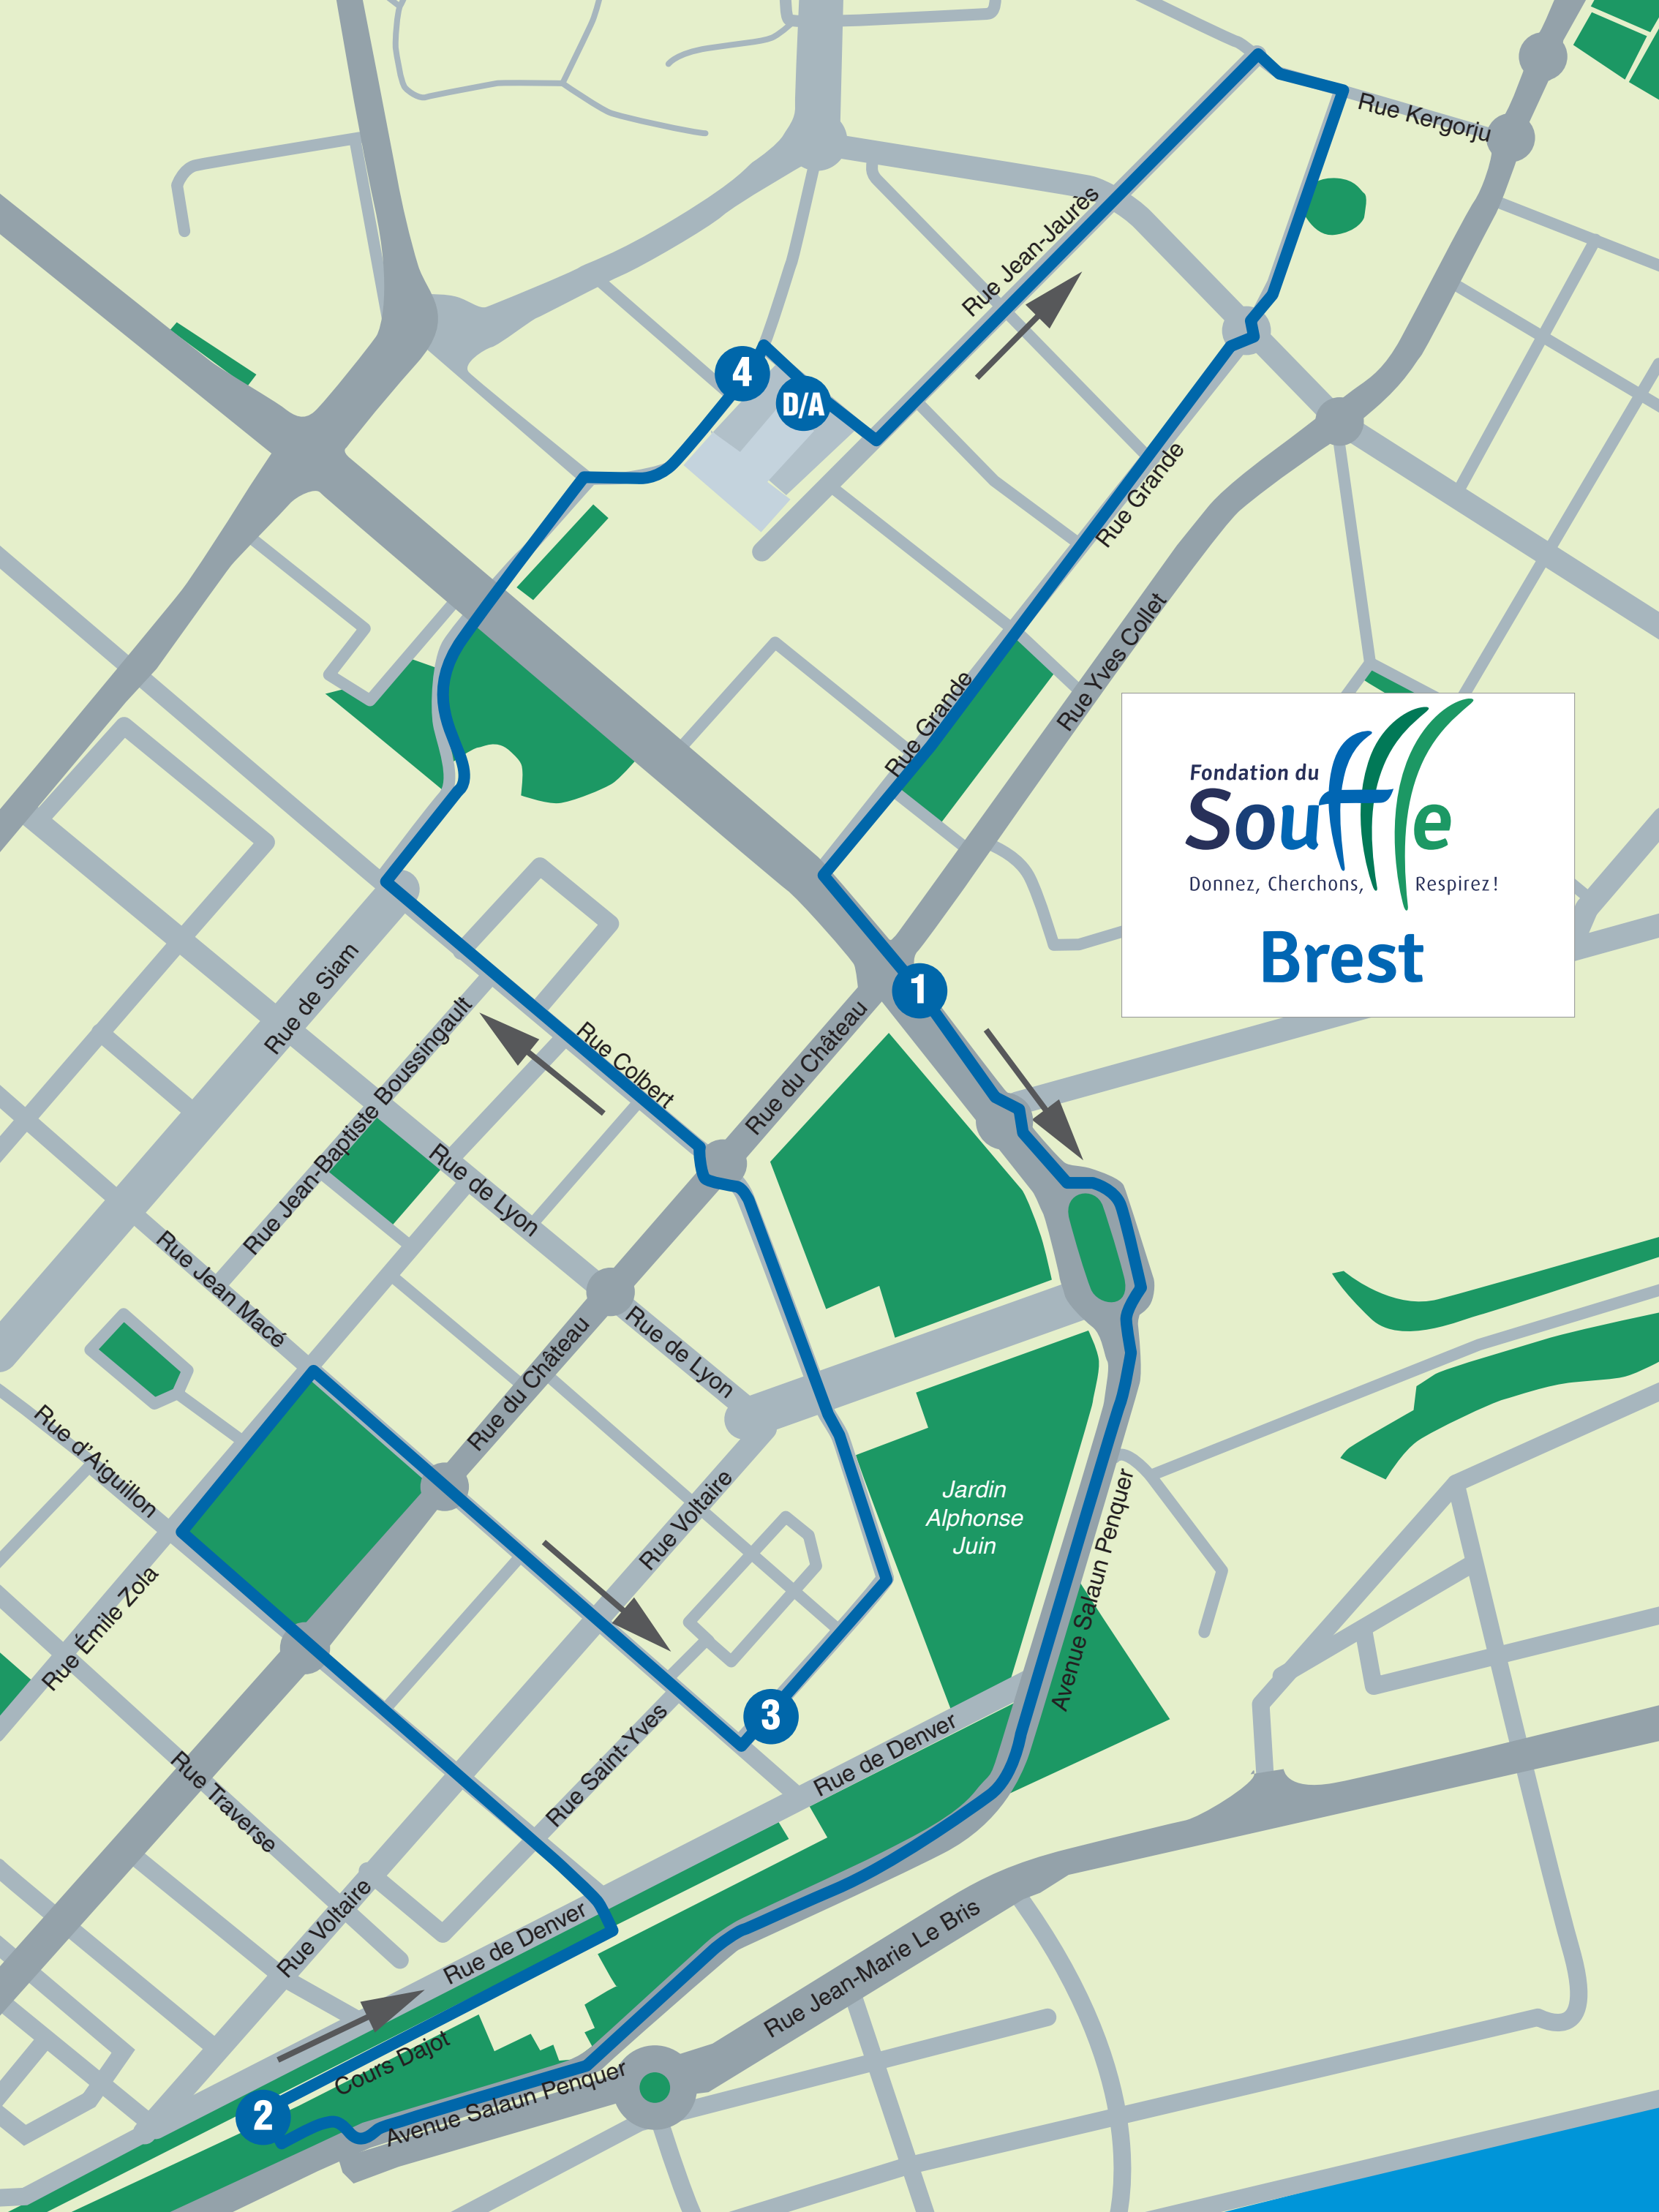 Rue Kergorju
Rue Jean-Jaurès
4
D/A
Rue Grande
Rue Yves Collet
Rue Grande
Fondation du
Souffle
Donnez, Cherchons, Respirez!
Brest
1
Rue de Siam
Rue Colbert
Rue du Château
Rue Jean-Baptiste Boussingault
Rue de Lyon
Rue Jean Macé
Rue de Lyon
Rue du Château
Rue d'Aiguillon
Rue Voltaire
Jardin
Alphonse
Juin
Avenue Salaun Penquer
Rue Émile Zola
3
Rue Saint-Yves
Rue de Denver
Rue Traverse
Rue Voltaire
Rue de Denver
Rue Jean-Marie Le Bris
Cours Dajot
2
Avenue Salaun Penquer